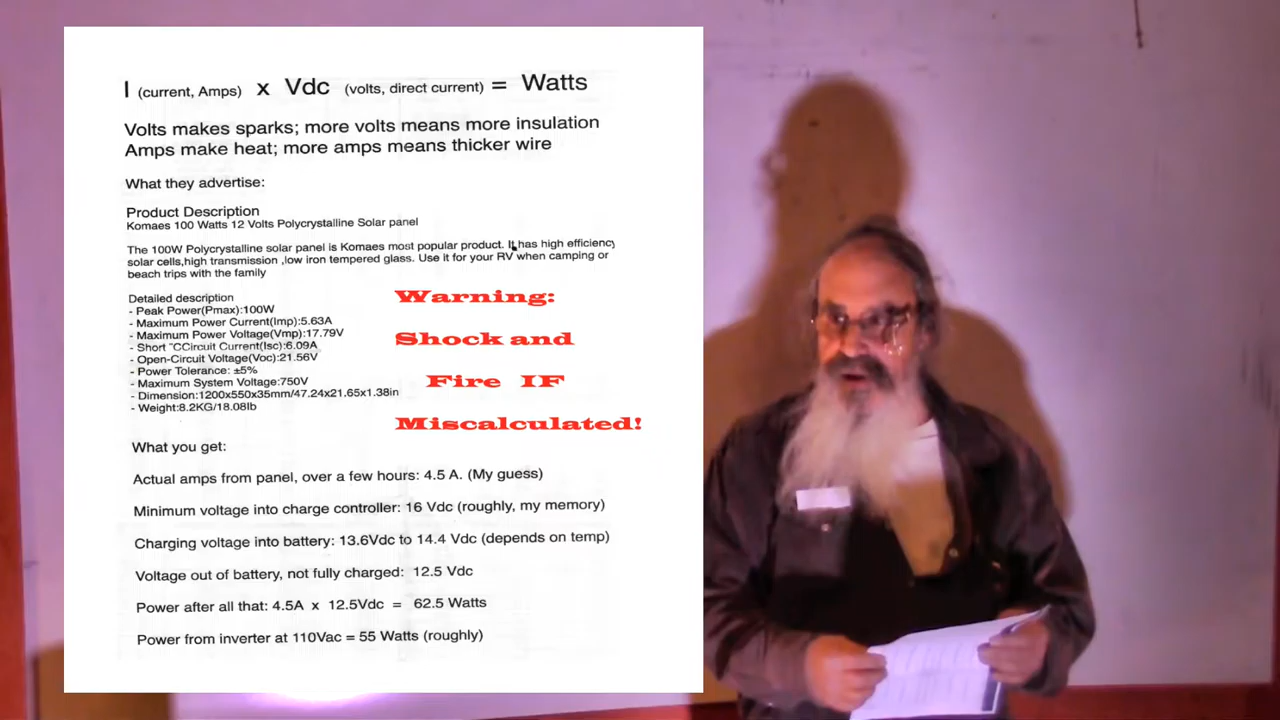 I (current, Amps) x Vdc (volts, direct current) = Watts
Volts makes sparks; more volts means more insulation
Amps make heat; more amps means thicker wire
What they advertise:
Product Description
Komaes 100 Watts 12 Volts Polycrystalline Solar panel
The 100W Polycrystalline solar panel is Komaes most popular product. It has high efficiency
solar cells,high transmission ,low iron tempered glass. Use it for your RV when camping or
beach trips with the family
Detailed description
- Peak Power(Pmax):100W
- Maximum Power Current(Imp):5.63A
- Maximum Power Voltage(Vmp):17.79V
- Short ˜CCircuit Current(Isc):6.09A
- Open-Circuit Voltage(Voc):21.56V
- Power Tolerance: ±5%
- Maximum System Voltage:750V
- Dimension:1200x550x35mm/47.24x21.65x1.38in
- Weight:8.2KG/18.08lb
Warning:
Shock and
Fire IF
Miscalculated!
What you get:
Actual amps from panel, over a few hours: 4.5 A. (My guess)
Minimum voltage into charge controller: 16 Vdc (roughly, my memory)
Charging voltage into battery: 13.6Vdc to 14.4 Vdc (depends on temp)
Voltage out of battery, not fully charged: 12.5 Vdc
Power after all that: 4.5A x 12.5Vdc = 62.5 Watts
Power from inverter at 110Vac = 55 Watts (roughly)